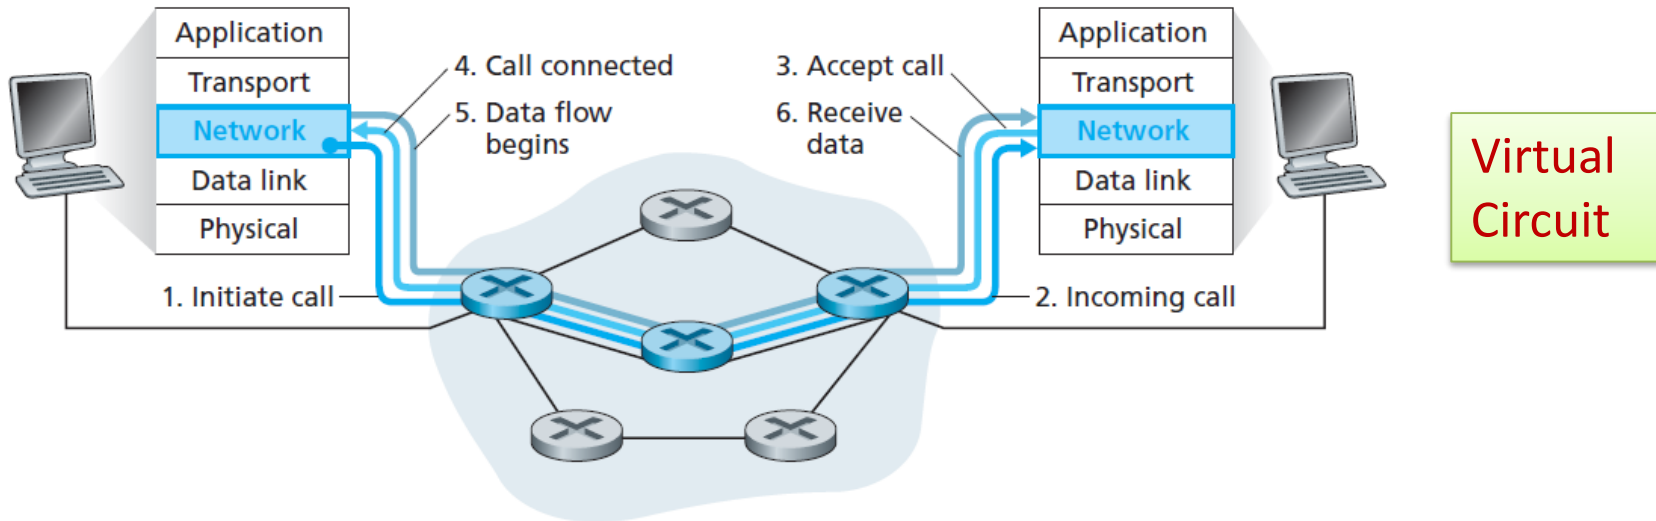 Application
Transport
Network
Data link
Physical
4. Call connected
5. Data flow
begins
1. Initiate call
3. Accept call
6. Receive
data
2. Incoming call
Application
Transport
Network
Data link
Physical
Virtual
Circuit